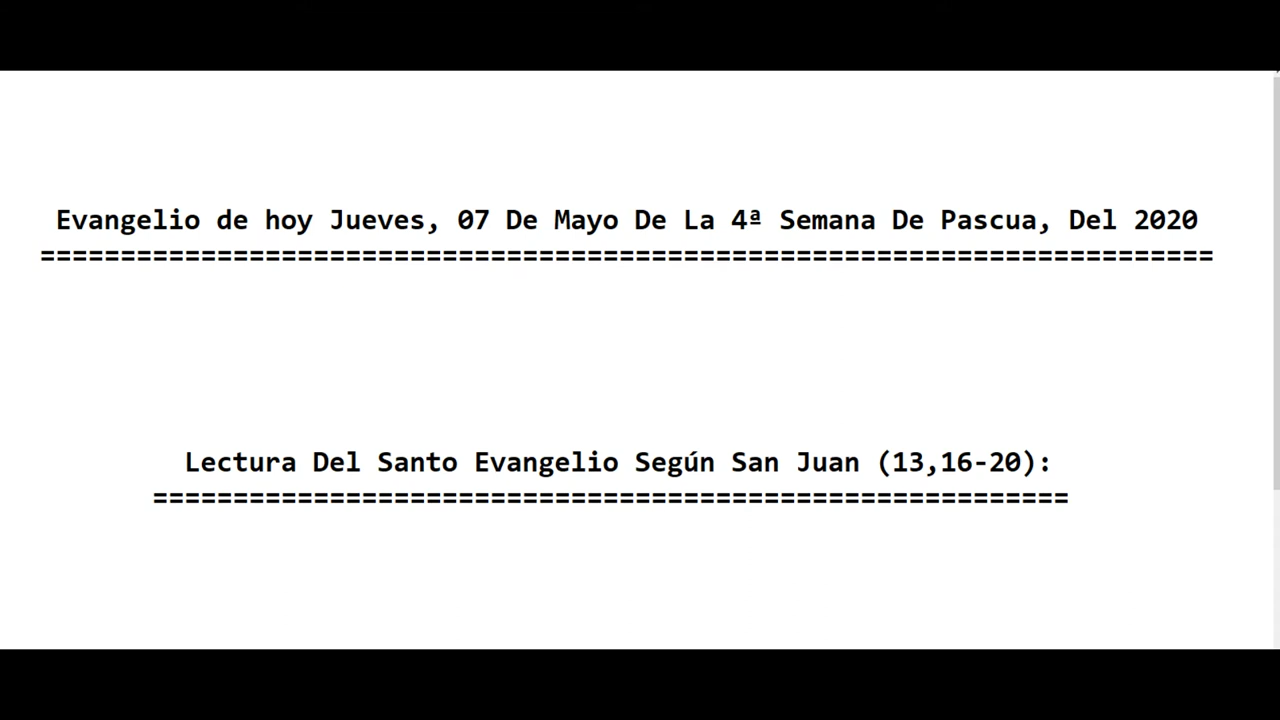 Evangelio de hoy Jueves, 07 De Mayo De La 4ª Semana De Pascua, Del 2020
=========================================================================
Lectura Del Santo Evangelio Según San Juan (13,16-20):
=========================================================